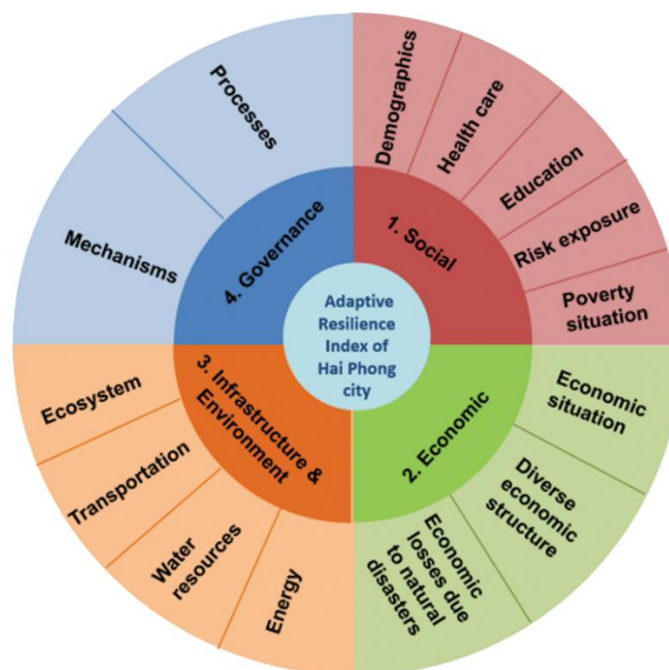 Adaptive
Resilience
Index of
Hai Phong
city
1. Social
Demographics
Health care
Education
Risk exposure
Poverty
situation
2. Economic
Economic
situation
Diverse
economic
structure
Economic
losses due
to natural
disasters
3. Infrastructure &
Environment
Energy
Water
resources
Transportation
Ecosystem
4. Governance
Mechanisms
Processes